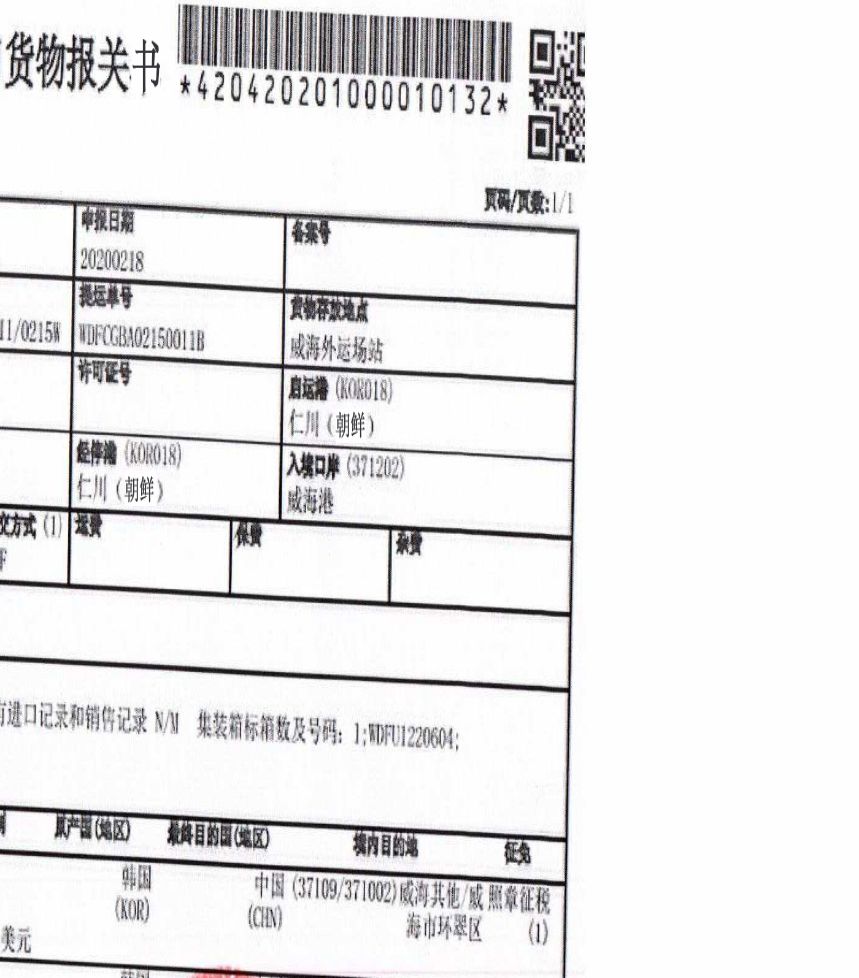 货物报关书
*420420201000010132*
页码/页数:1/1
申报日期
备案号
20200218
提运单号
货物存放地点
11/0215W
WDFCGBA02150011B
威海外运场站
许可证号
启运港 (KOR018)
仁川（朝鲜）
经停港 (KOR018)
入境口岸 (371202)
仁川（朝鲜）
威海港
交方式 (1)
运费
保费
杂费
F
有进口记录和销售记录 N/M 集装箱标箱数及号码: 1;WDFU1220604;
原产国(地区) 最终目的国(地区) 境内目的地 征免
韩国 中国 (37109/371002)威海其他/威 照章征税
(KOR) (CHN) 海市环翠区 (1)
美元
韩国